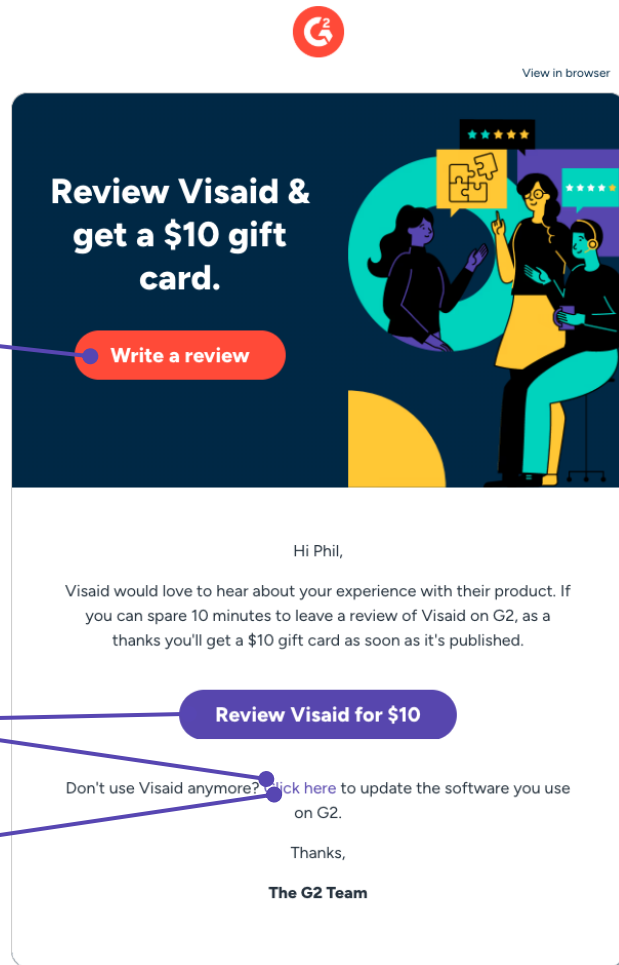 G2
View in browser
Review Visaid &
get a $10 gift
card.
Write a review
Hi Phil,
Visaid would love to hear about your experience with their product. If
you can spare 10 minutes to leave a review of Visaid on G2, as a
thanks you'll get a $10 gift card as soon as it's published.
Review Visaid for $10
Don't use Visaid anymore? Click here to update the software you use
on G2.
Thanks,
The G2 Team